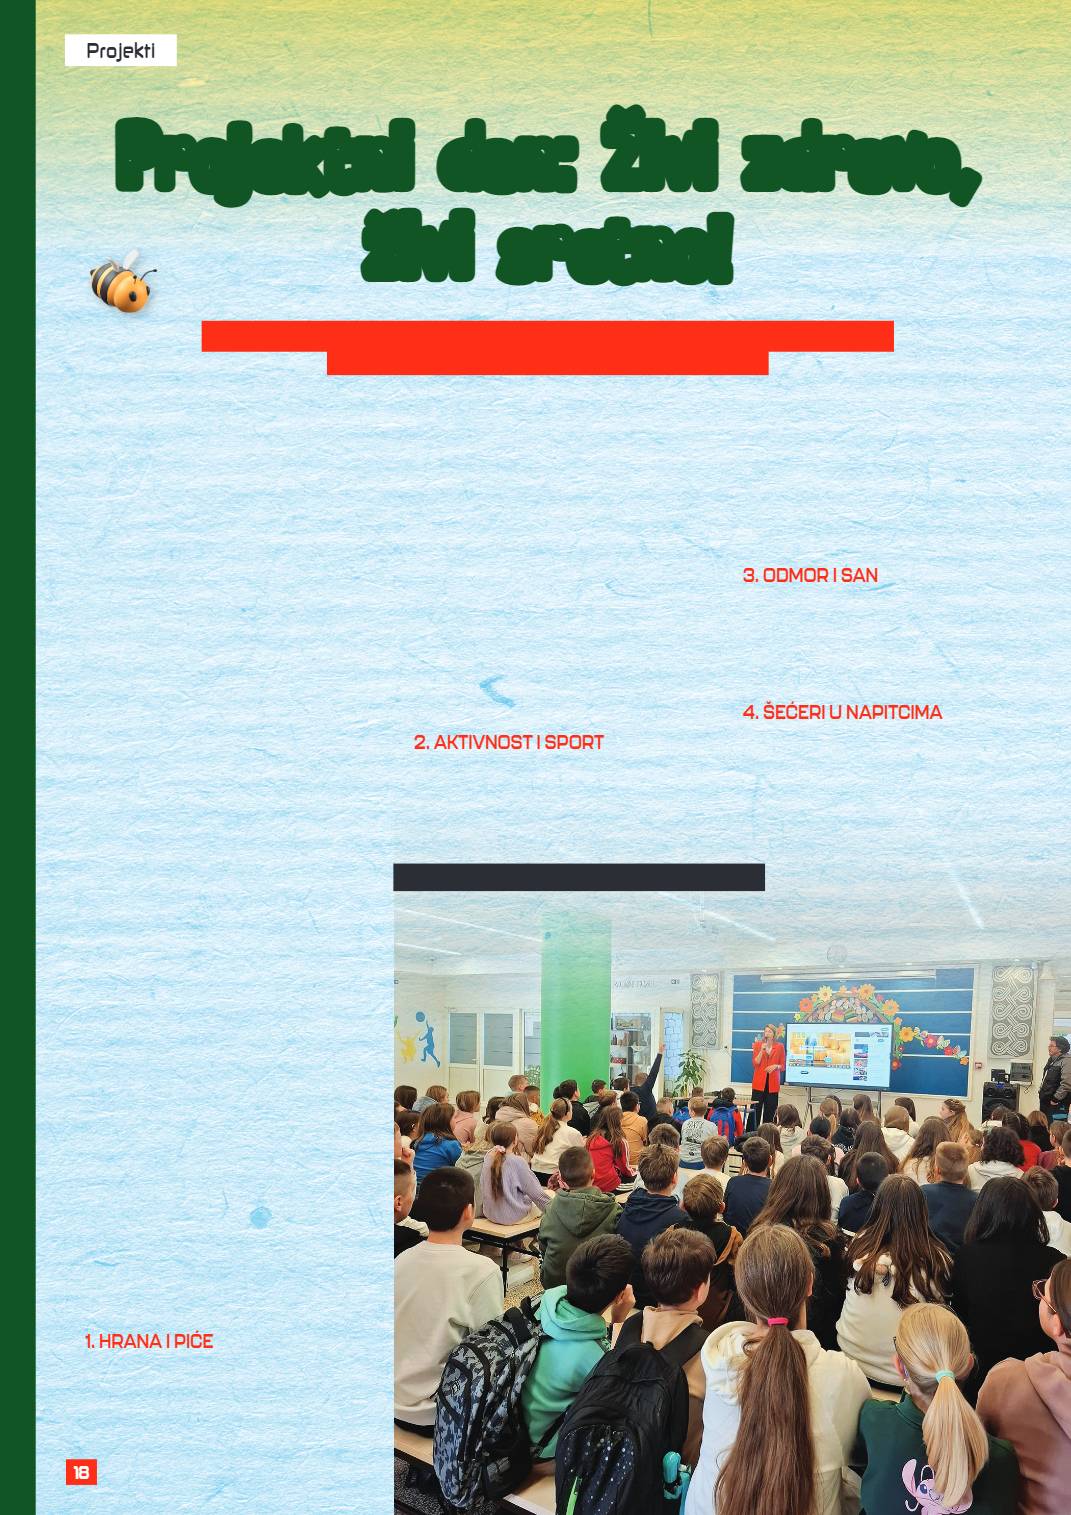 Projekti
Projektni dan: Živi zdravo,
živi sretno!
1. HRANA I PIĆE
2. AKTIVNOST I SPORT
3. ODMOR I SAN
4. ŠEĆERI U NAPITCIMA
18